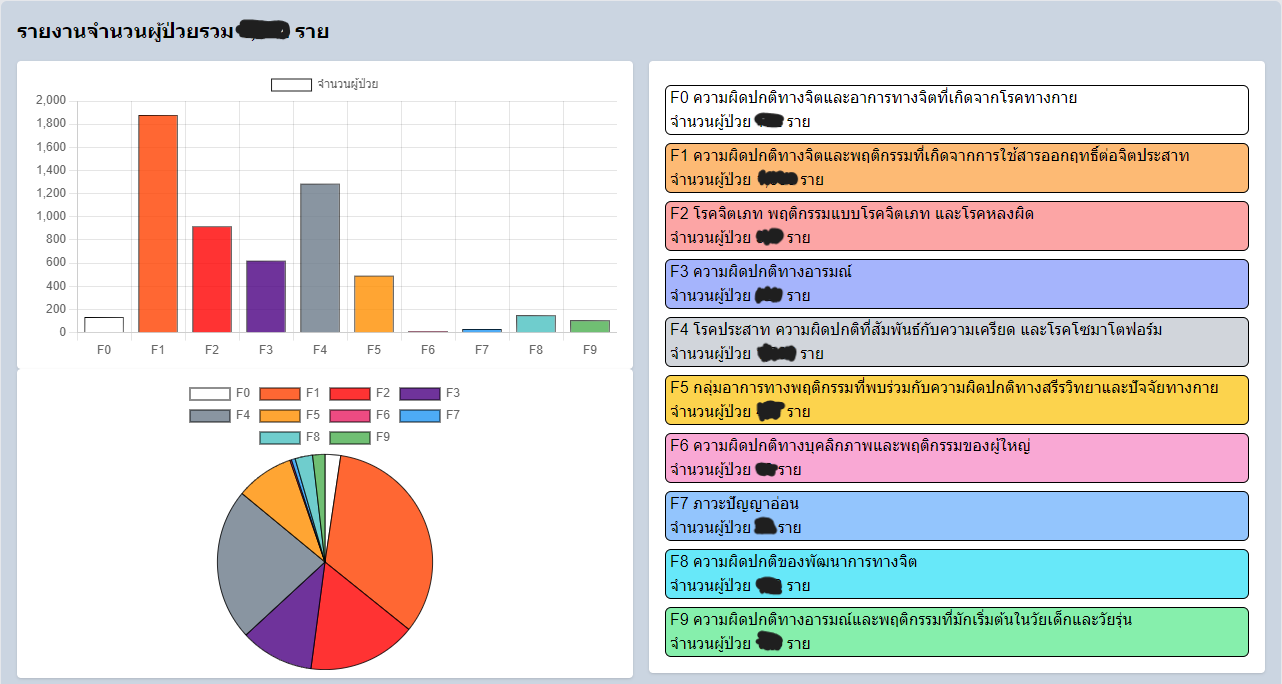 รายงานจำนวนผู้ป่วยรวม ราย
จำนวนผู้ป่วย
2,000
1,800
1,600
1,400
1,200
1,000
800
600
400
200
0
F0 F1 F2 F3 F4 F5 F6 F7 F8 F9
F0 F1 F2 F3
F4 F5 F6 F7
F8 F9
F0 ความผิดปกติทางจิตและอาการทางจิตที่เกิดจากโรคทางกาย
จำนวนผู้ป่วย ราย
F1 ความผิดปกติทางจิตและพฤติกรรมที่เกิดจากการใช้สารออกฤทธิ์ต่อจิตประสาท
จำนวนผู้ป่วย ราย
F2 โรคจิตเภท พฤติกรรมแบบโรคจิตเภท และโรคหลงผิด
จำนวนผู้ป่วย ราย
F3 ความผิดปกติทางอารมณ์
จำนวนผู้ป่วย ราย
F4 โรคประสาท ความผิดปกติที่สัมพันธ์กับความเครียด และโรคโซมาโตฟอร์ม
จำนวนผู้ป่วย ราย
F5 กลุ่มอาการทางพฤติกรรมที่พบร่วมกับความผิดปกติทางสรีรวิทยาและปัจจัยทางกาย
จำนวนผู้ป่วย ราย
F6 ความผิดปกติทางบุคลิกภาพและพฤติกรรมของผู้ใหญ่
จำนวนผู้ป่วย ราย
F7 ภาวะปัญญาอ่อน
จำนวนผู้ป่วย ราย
F8 ความผิดปกติของพัฒนาการทางจิต
จำนวนผู้ป่วย ราย
F9 ความผิดปกติทางอารมณ์และพฤติกรรมที่มักเริ่มต้นในวัยเด็กและวัยรุ่น
จำนวนผู้ป่วย ราย